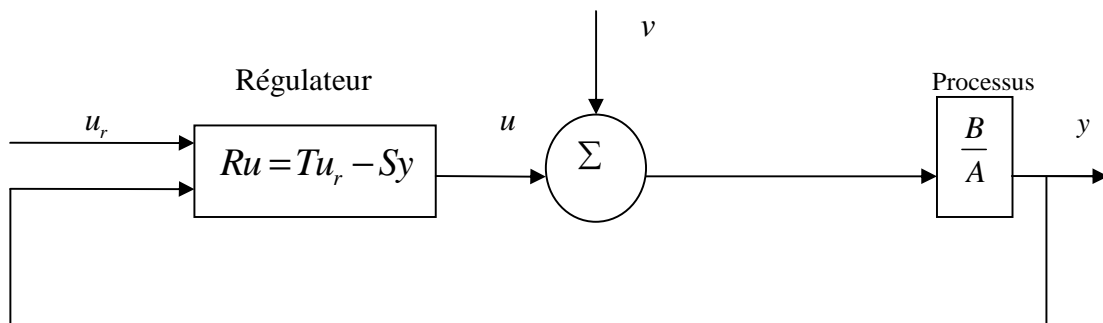 v
Régulateur
Processus
u_r
u
y
Ru = Tu_r − Sy
Σ
B
A